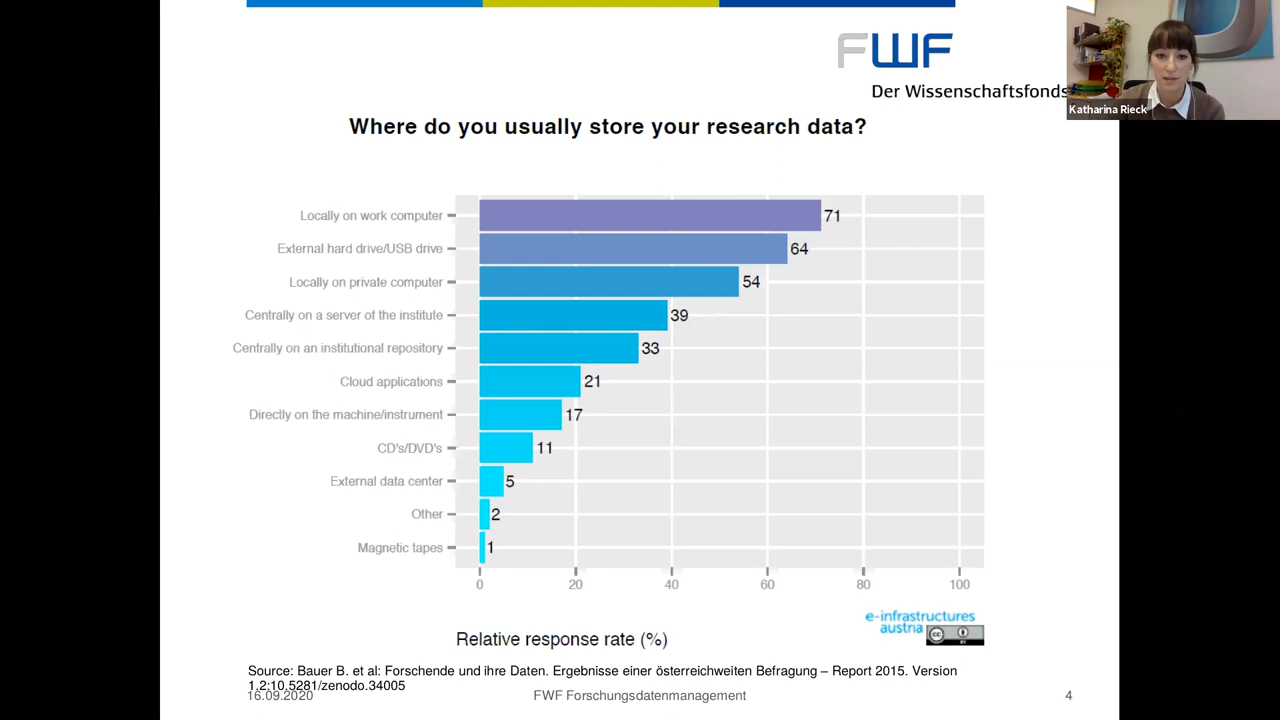 FWF
Der Wissenschaftsfonds
Katharina Rieck
Where do you usually store your research data?
Locally on work computer 71
External hard drive/USB drive 64
Locally on private computer 54
Centrally on a server of the institute 39
Centrally on an institutional repository 33
Cloud applications 21
Directly on the machine/instrument 17
CD's/DVD's 11
External data center 5
Other 2
Magnetic tapes 1
0 20 40 60 80 100
e-infrastructures
austria
cc BY
Relative response rate (%)
Source: Bauer B. et al: Forschende und ihre Daten. Ergebnisse einer österreichweiten Befragung – Report 2015. Version
1.2:10.5281/zenodo.34005
16.09.2020 FWF Forschungsdatenmanagement 4